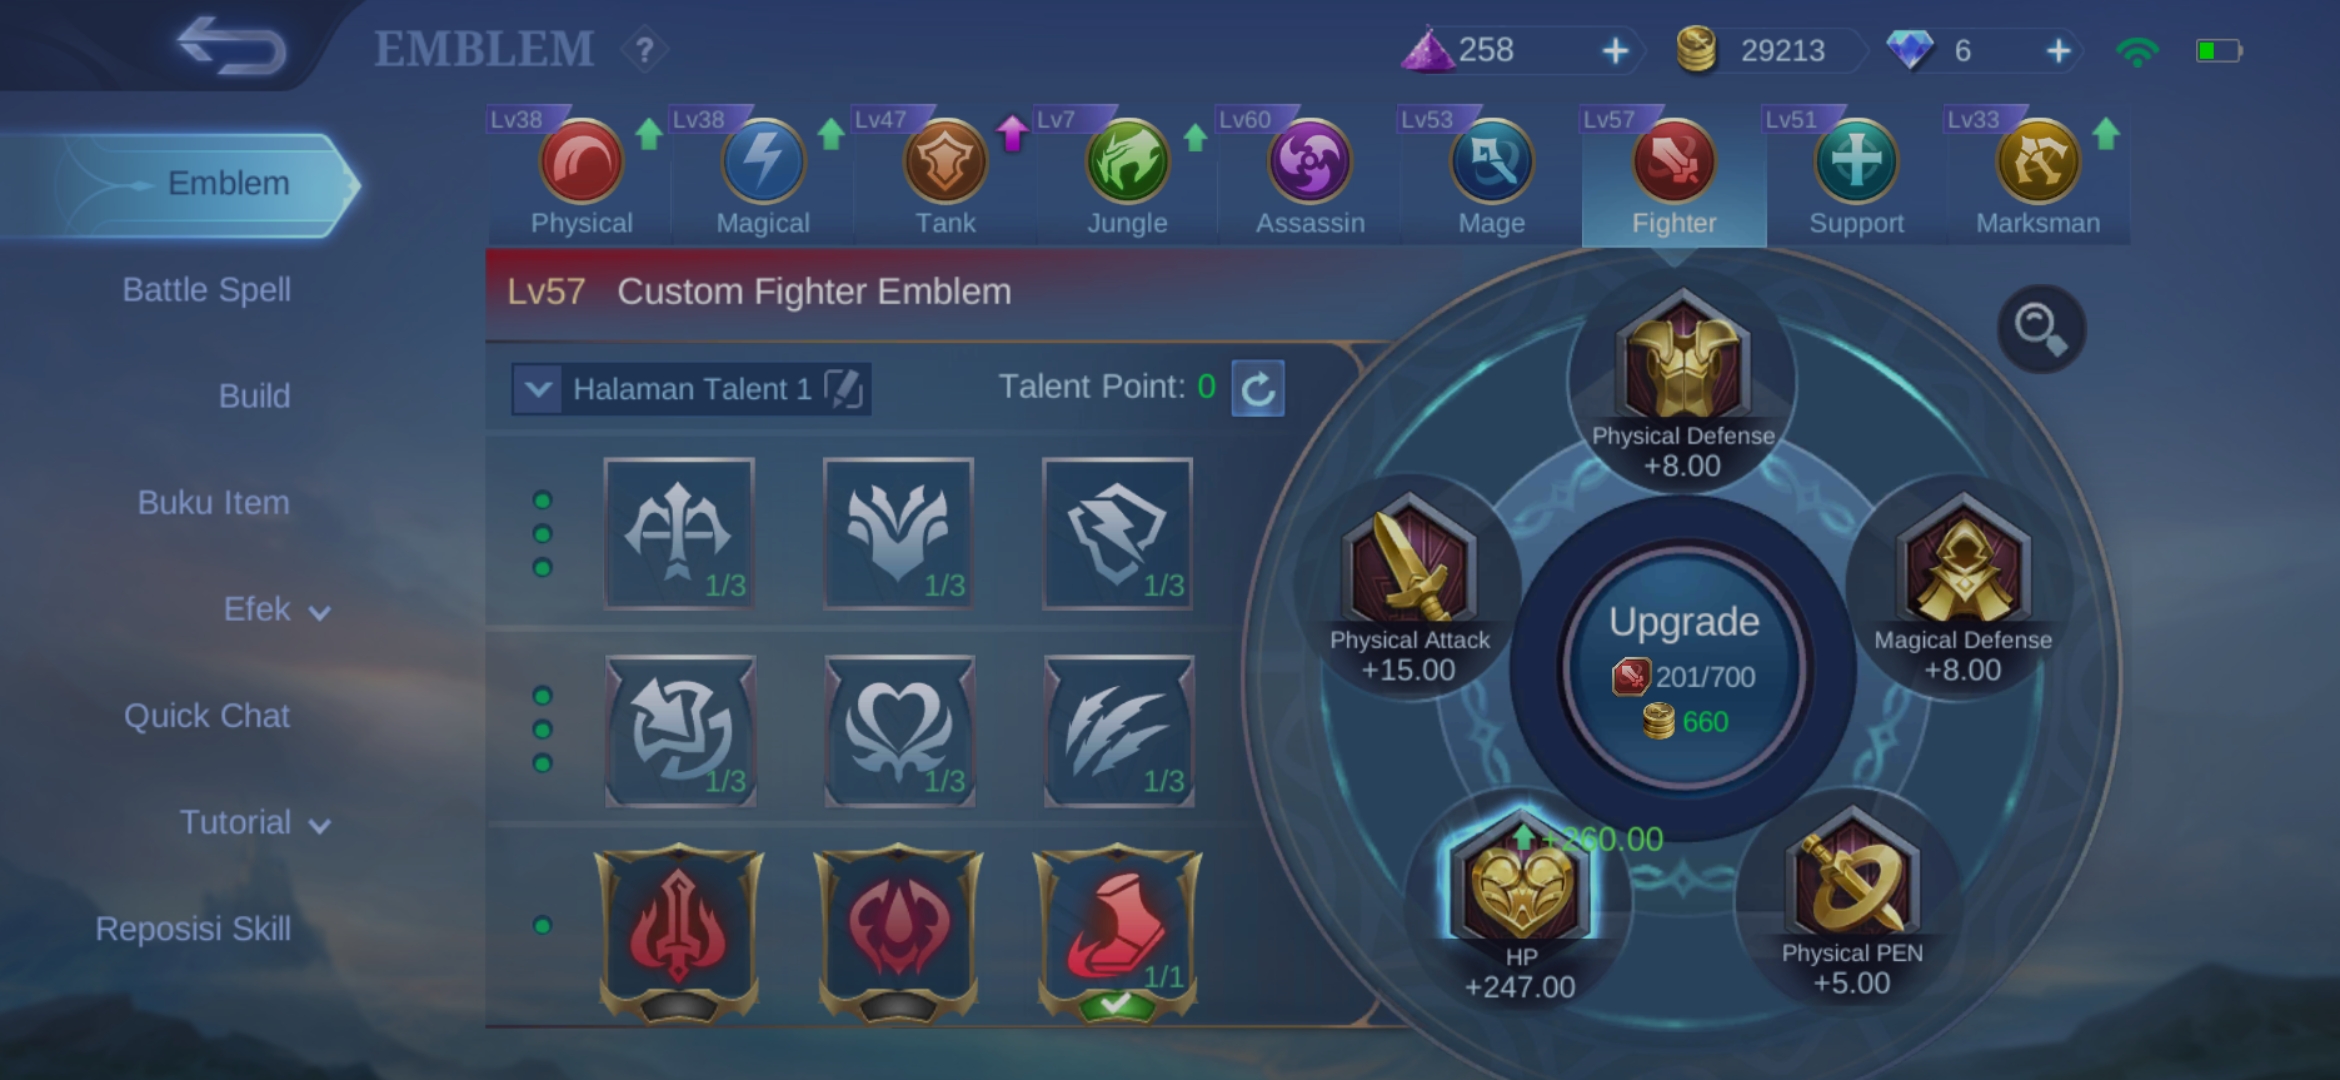 EMBLEM ?
258
29213
6
Emblem
Battle Spell
Build
Buku Item
Efek
Quick Chat
Tutorial
Reposisi Skill
Lv38
Lv38
Lv47
Lv7
Lv60
Lv53
Lv57
Lv51
Lv33
Physical
Magical
Tank
Jungle
Assassin
Mage
Fighter
Support
Marksman
Lv57 Custom Fighter Emblem
Halaman Talent 1
Talent Point: 0
1/3
1/3
1/3
1/3
1/3
1/3
1/1
Physical Defense
+8.00
Physical Attack
+15.00
Magical Defense
+8.00
Upgrade
201/700
660
+260.00
HP
+247.00
Physical PEN
+5.00